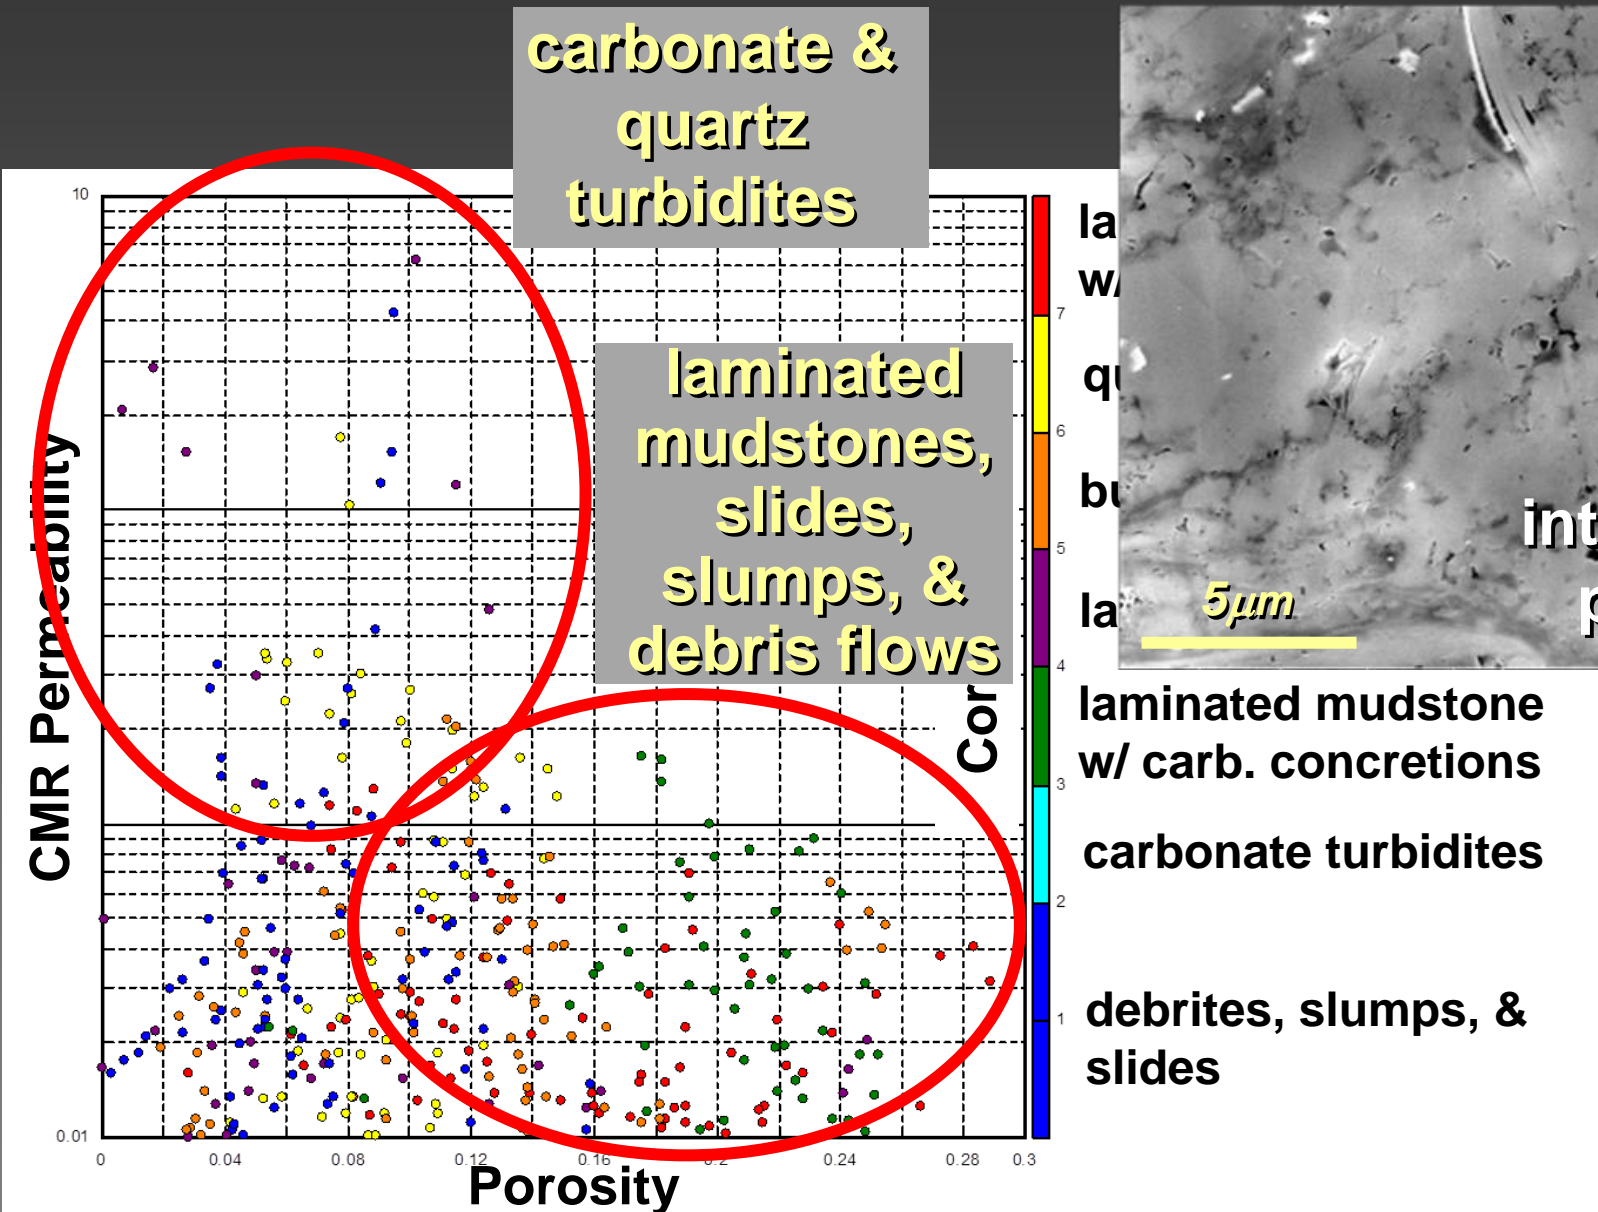 carbonate &
quartz
turbidites
laminated
mudstones,
slides,
slumps, &
debris flows
CMR Permeability
10
0.01
0
0.04
0.08
0.12
0.16
0.2
0.24
0.28
0.3
Porosity
7
6
5
4
3
2
1
5μm
laminated mudstone
w/ carb. concretions
carbonate turbidites
debrites, slumps, &
slides